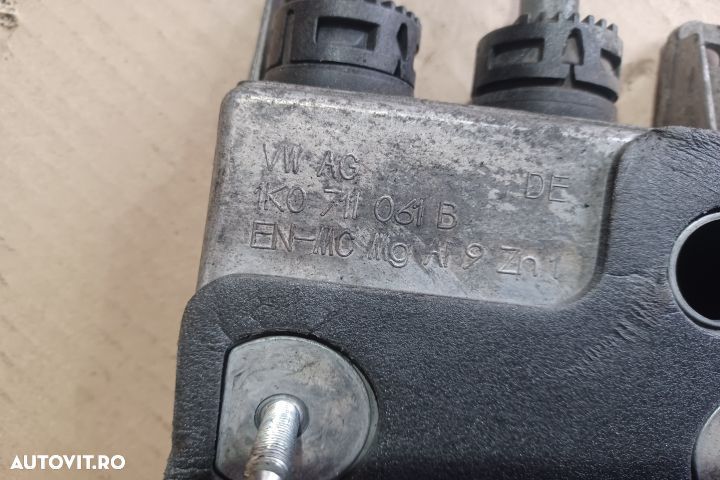 VW AG
DE
1K0 711 061 B
EN-MC Mg Al 9 Zn 1
AUTOVIT.RO